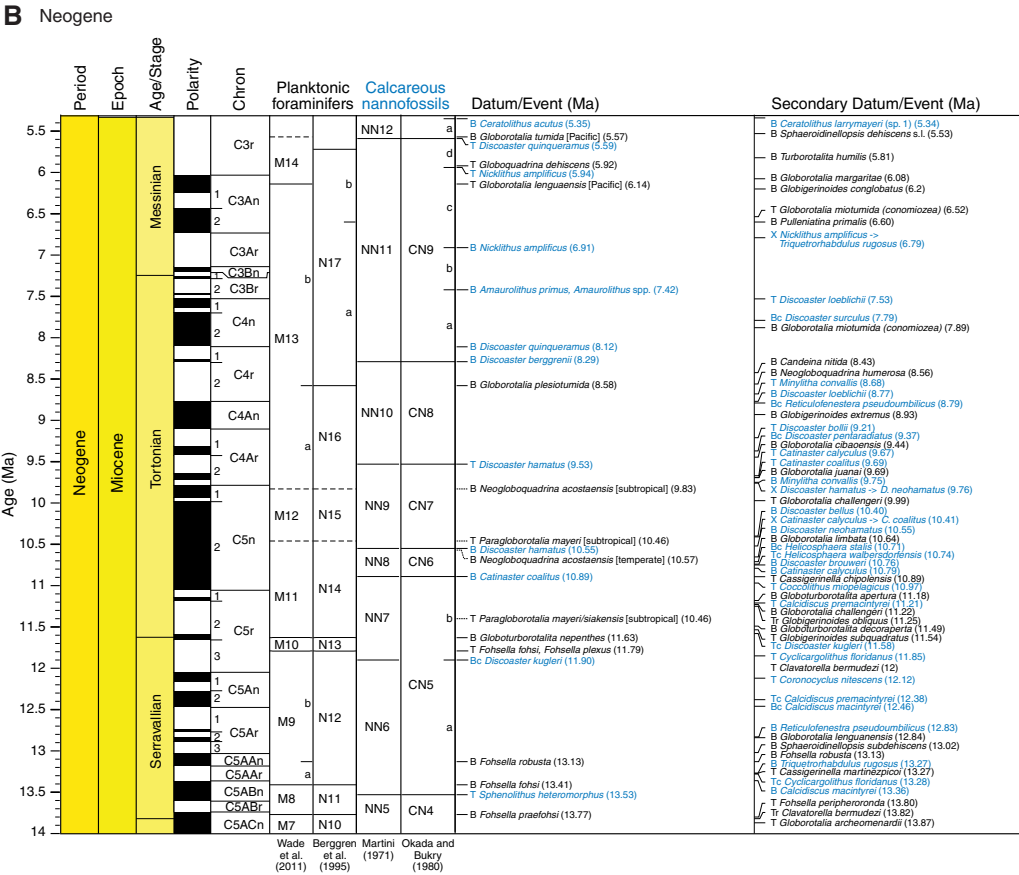 B Neogene
Period
Epoch
Age/Stage
Polarity
Chron
Planktonic
foraminifers
Calcareous
nannofossils
Datum/Event (Ma)
Secondary Datum/Event (Ma)
Age (Ma)
5.5
6
6.5
7
7.5
8
8.5
9
9.5
10
10.5
11
11.5
12
12.5
13
13.5
14
Neogene
Miocene
Messinian
Tortonian
Serravallian
C3r
1
C3An
2
C3Ar
1
C3Bn
2
C3Br
1
C4n
2
1
C4r
2
C4An
1
C4Ar
2
1
C5n
2
1
2
C5r
3
1
C5An
2
1
C5Ar
2
3
C5AAn
C5AAr
C5ABn
C5ABr
C5ACn
M14
b
M13
a
M12
M11
M10
b
M9
a
M8
M7
b
N17
a
N16
N15
N14
N13
N12
N11
N10
NN12
NN11
NN10
NN9
NN8
NN7
NN6
NN5
a
d
c
CN9
b
a
CN8
CN7
CN6
b
CN5
a
CN4
B Ceratolithus acutus (5.35)
B Globorotalia tumida [Pacific] (5.57)
T Discoaster quinqueramus (5.59)
T Globoquadrina dehiscens (5.92)
T Nicklithus amplificus (5.94)
T Globorotalia lenguaensis [Pacific] (6.14)
B Nicklithus amplificus (6.91)
B Amaurolithus primus, Amaurolithus spp. (7.42)
B Discoaster quinqueramus (8.12)
B Discoaster berggrenii (8.29)
B Globorotalia plesiotumida (8.58)
T Discoaster hamatus (9.53)
B Neogloboquadrina acostaensis [subtropical] (9.83)
T Paragloborotalia mayeri [subtropical] (10.46)
B Discoaster hamatus (10.55)
B Neogloboquadrina acostaensis [temperate] (10.57)
B Catinaster coalitus (10.89)
T Paragloborotalia mayeri/siakensis [subtropical] (10.46)
B Globoturborotalita nepenthes (11.63)
T Fohsella fohsi, Fohsella plexus (11.79)
Bc Discoaster kugleri (11.90)
B Fohsella robusta (13.13)
B Fohsella fohsi (13.41)
T Sphenolithus heteromorphus (13.53)
B Fohsella praefohsi (13.77)
B Ceratolithus larrymayeri (sp. 1) (5.34)
B Sphaeroidinellopsis dehiscens s.l. (5.53)
B Turborotalita humilis (5.81)
B Globorotalia margaritae (6.08)
B Globigerinoides conglobatus (6.2)
T Globorotalia miotumida (conomiozea) (6.52)
B Pulleniatina primalis (6.60)
X Nicklithus amplificus ->
Triquetrorhabdulus rugosus (6.79)
T Discoaster loeblichii (7.53)
Bc Discoaster surculus (7.79)
B Globorotalia miotumida (conomiozea) (7.89)
B Candeina nitida (8.43)
B Neogloboquadrina humerosa (8.56)
T Minylitha convallis (8.68)
B Discoaster loeblichii (8.77)
Bc Reticulofenestera pseudoumbilicus (8.79)
B Globigerinoides extremus (8.93)
T Discoaster bollii (9.21)
Bc Discoaster pentaradiatus (9.37)
B Globorotalia cibaoensis (9.44)
T Catinaster calyculus (9.67)
T Catinaster coalitus (9.69)
B Globorotalia juanai (9.69)
B Minylitha convallis (9.75)
X Discoaster hamatus -> D. neohamatus (9.76)
T Globorotalia challengeri (9.99)
B Discoaster bellus (10.40)
X Catinaster calyculus -> C. coalitus (10.41)
B Discoaster neohamatus (10.55)
B Globorotalia limbata (10.64)
Bc Helicosphaera stalis (10.71)
Tc Helicosphaera walbersdorfensis (10.74)
B Discoaster brouweri (10.76)
B Catinaster calyculus (10.79)
T Cassigerinella chipolensis (10.89)
T Coccolithus miopelagicus (10.97)
B Globoturborotalita apertura (11.18)
T Calcidiscus premacintyrei (11.21)
B Globorotalia challengeri (11.22)
Tr Globigerinoides obliquus (11.25)
B Globoturborotalita decoraperta (11.49)
T Globigerinoides subquadratus (11.54)
Tc Discoaster kugleri (11.58)
T Cyclicargolithus floridanus (11.85)
T Clavatorella bermudezi (12)
T Coronocyclus nitescens (12.12)
Tc Calcidiscus premacintyrei (12.38)
Bc Calcidiscus macintyrei (12.46)
B Reticulofenestra pseudoumbilicus (12.83)
B Globorotalia lenguanensis (12.84)
B Sphaeroidinellopsis subdehiscens (13.02)
B Fohsella robusta (13.13)
B Triquetrorhabdulus rugosus (13.27)
T Cassigerinella martinézpicoi (13.27)
Tc Cyclicargolithus floridanus (13.28)
B Calcidiscus macintyrei (13.36)
T Fohsella peripheroronda (13.80)
Tr Clavatorella bermudezi (13.82)
T Globorotalia archeomenardii (13.87)
Wade
et al.
(2011)
Berggren
et al.
(1995)
Martini
(1971)
Okada and
Bukry
(1980)